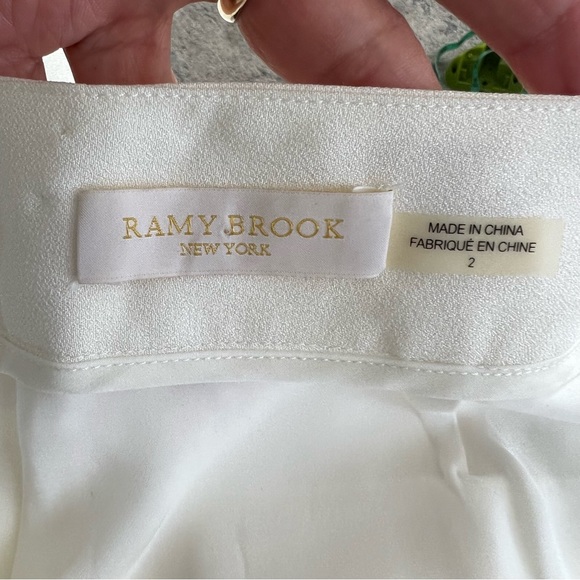 RAMY BROOK
NEW YORK
MADE IN CHINA
FABRIQUÉ EN CHINE
2